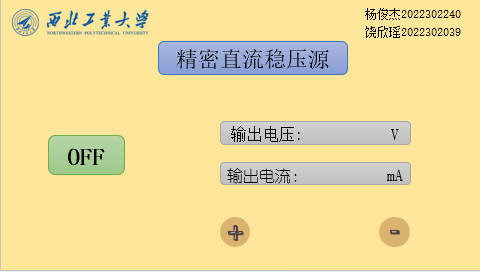 西北工业大学
NORTHWESTERN POLYTECHNICAL UNIVERSITY
杨俊杰2022302240
饶欣瑶2022302039
精密直流稳压源
OFF
输出电压: V
输出电流: mA
+ -